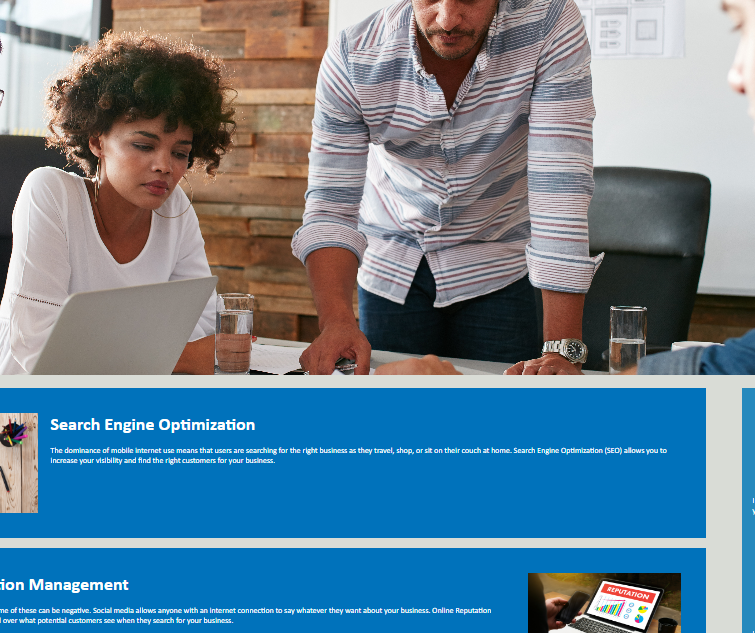 Search Engine Optimization
The dominance of mobile internet use means that users are searching for the right business as they travel, shop, or sit on their couch at home. Search Engine Optimization (SEO) allows you to
increase your visibility and find the right customers for your business.
tion Management
me of these can be negative. Social media allows anyone with an internet connection to say whatever they want about your business. Online Reputation
over what potential customers see when they search for your business.
REPUTATION